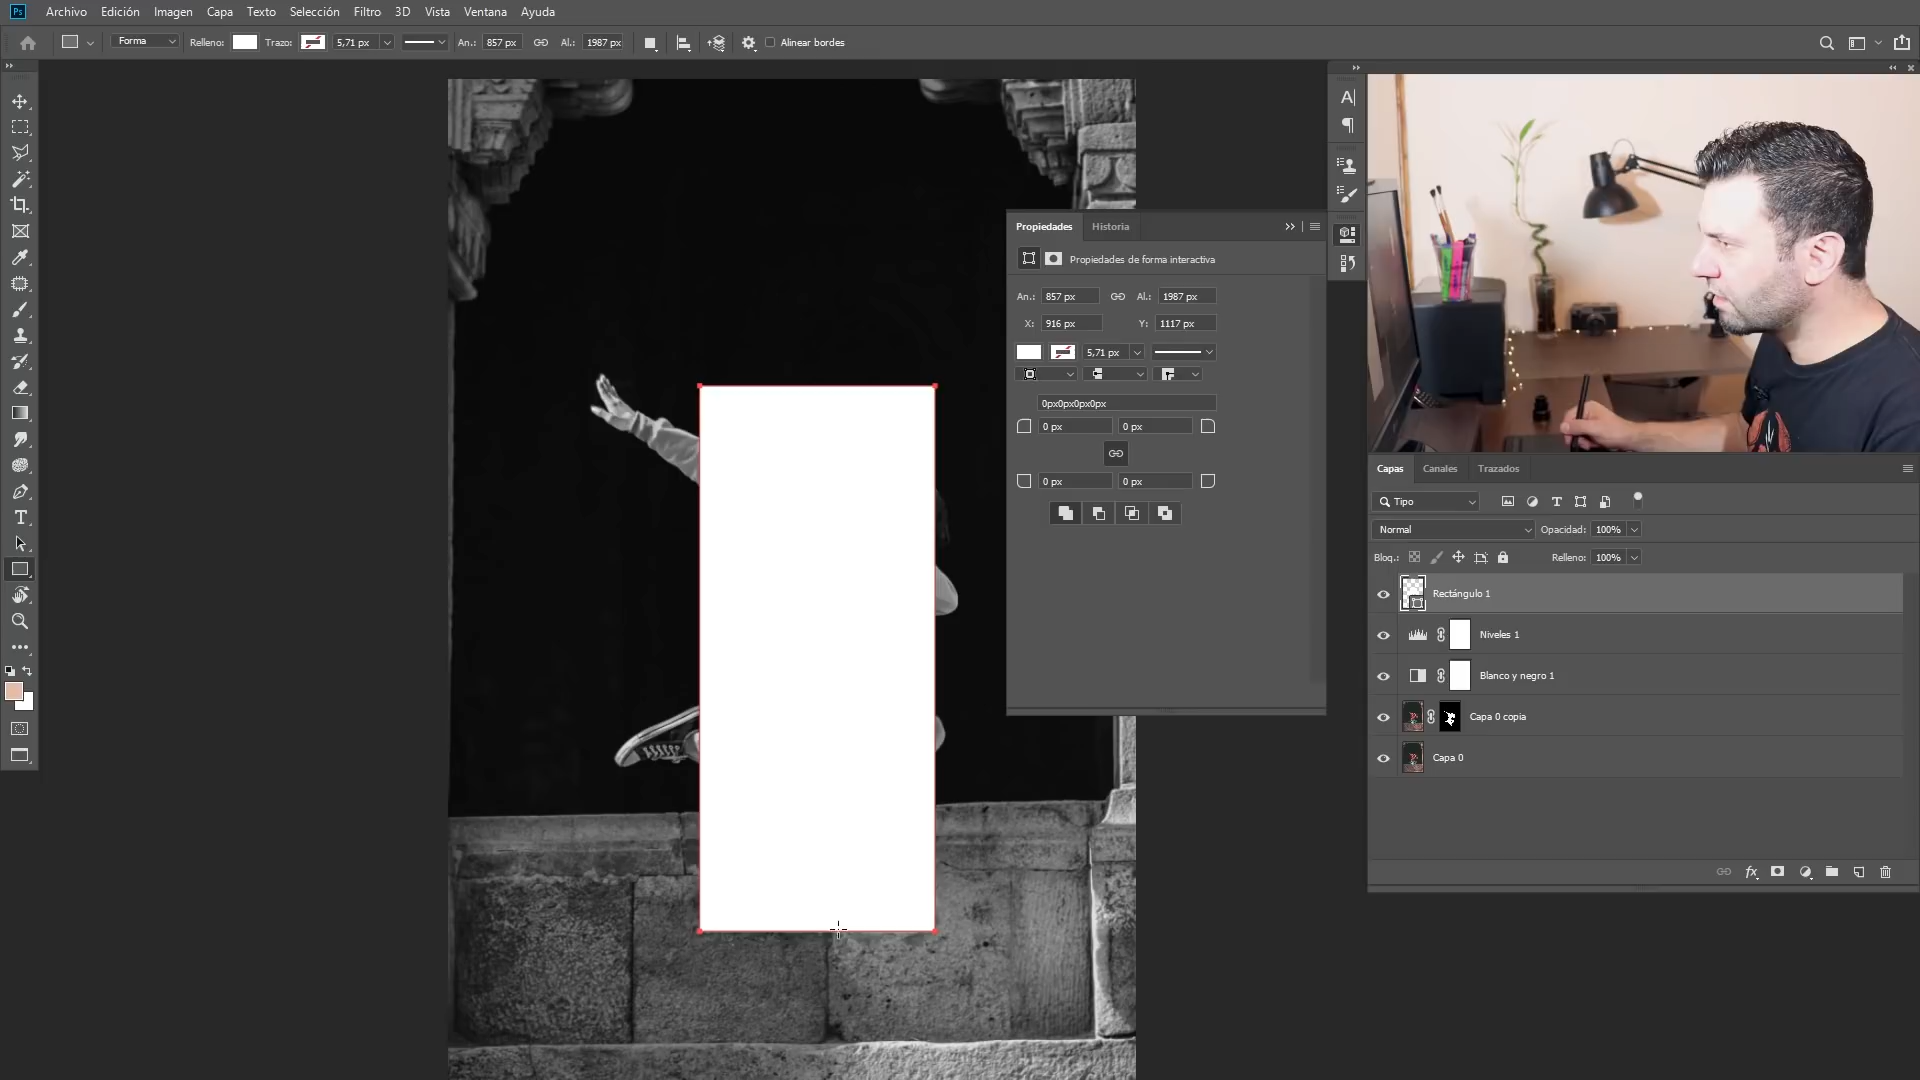 Ps Archivo Edición Imagen Capa Texto Selección Filtro 3D Vista Ventana Ayuda
Forma Relleno: Trazo: 5,71 px An.: 857 px Al.: 1987 px Alinear bordes
Propiedades Historia
Propiedades de forma interactiva
An.: 857 px Al.: 1987 px
X: 916 px Y: 1117 px
5,71 px
0px0px0px0px
0 px 0 px
0 px 0 px
Capas Canales Trazados
Tipo
Normal Opacidad: 100%
Bloq.: Relleno: 100%
Rectángulo 1
Niveles 1
Blanco y negro 1
Capa 0 copia
Capa 0
fx